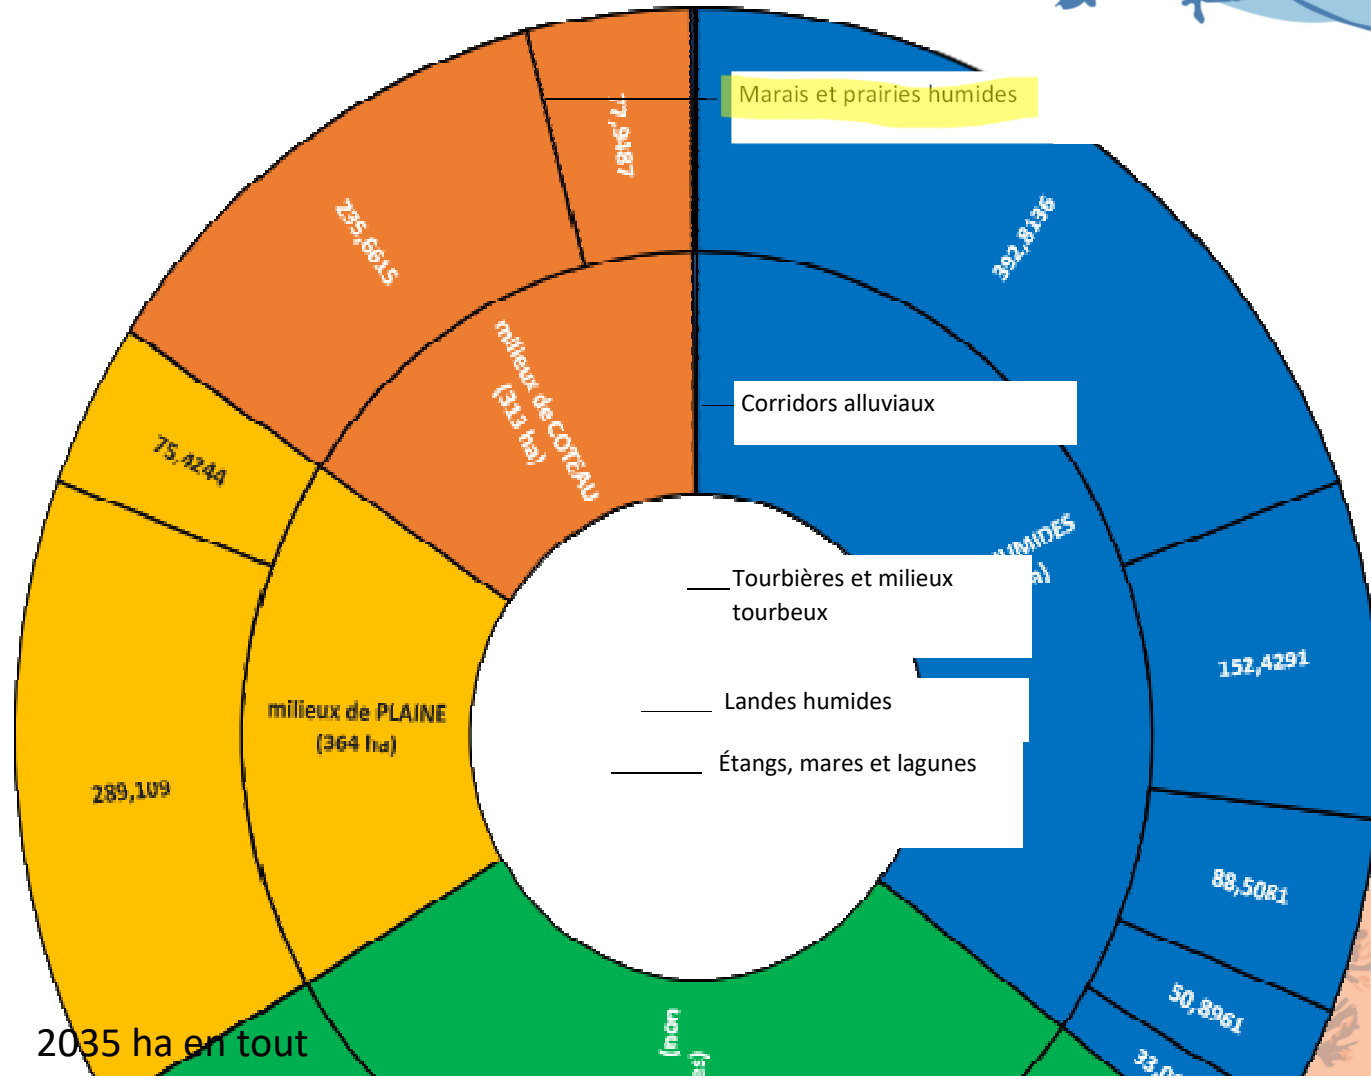 Marais et prairies humides
77,9487
392,8136
235,6615
milieux de COTEAU
(313 ha)
Corridors alluviaux
75,4244
Tourbières et milieux
tourbeux
152,4291
Landes humides
milieux de PLAINE
(364 ha)
Étangs, mares et lagunes
289,109
88,5081
50,8961
(non
2035 ha en tout